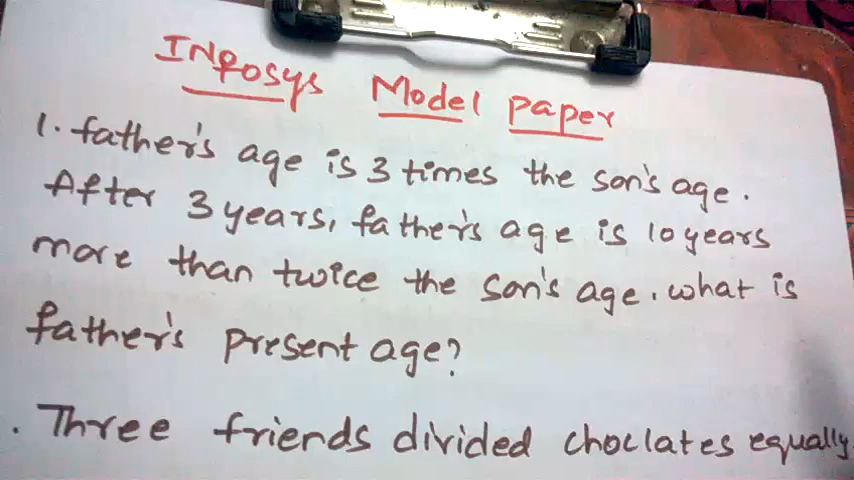 INfosys Model paper
1. father's age is 3 times the son's age.
After 3 years, father's age is 10 years
more than twice the son's age. what is
father's present age?
. Three friends divided choclates equally